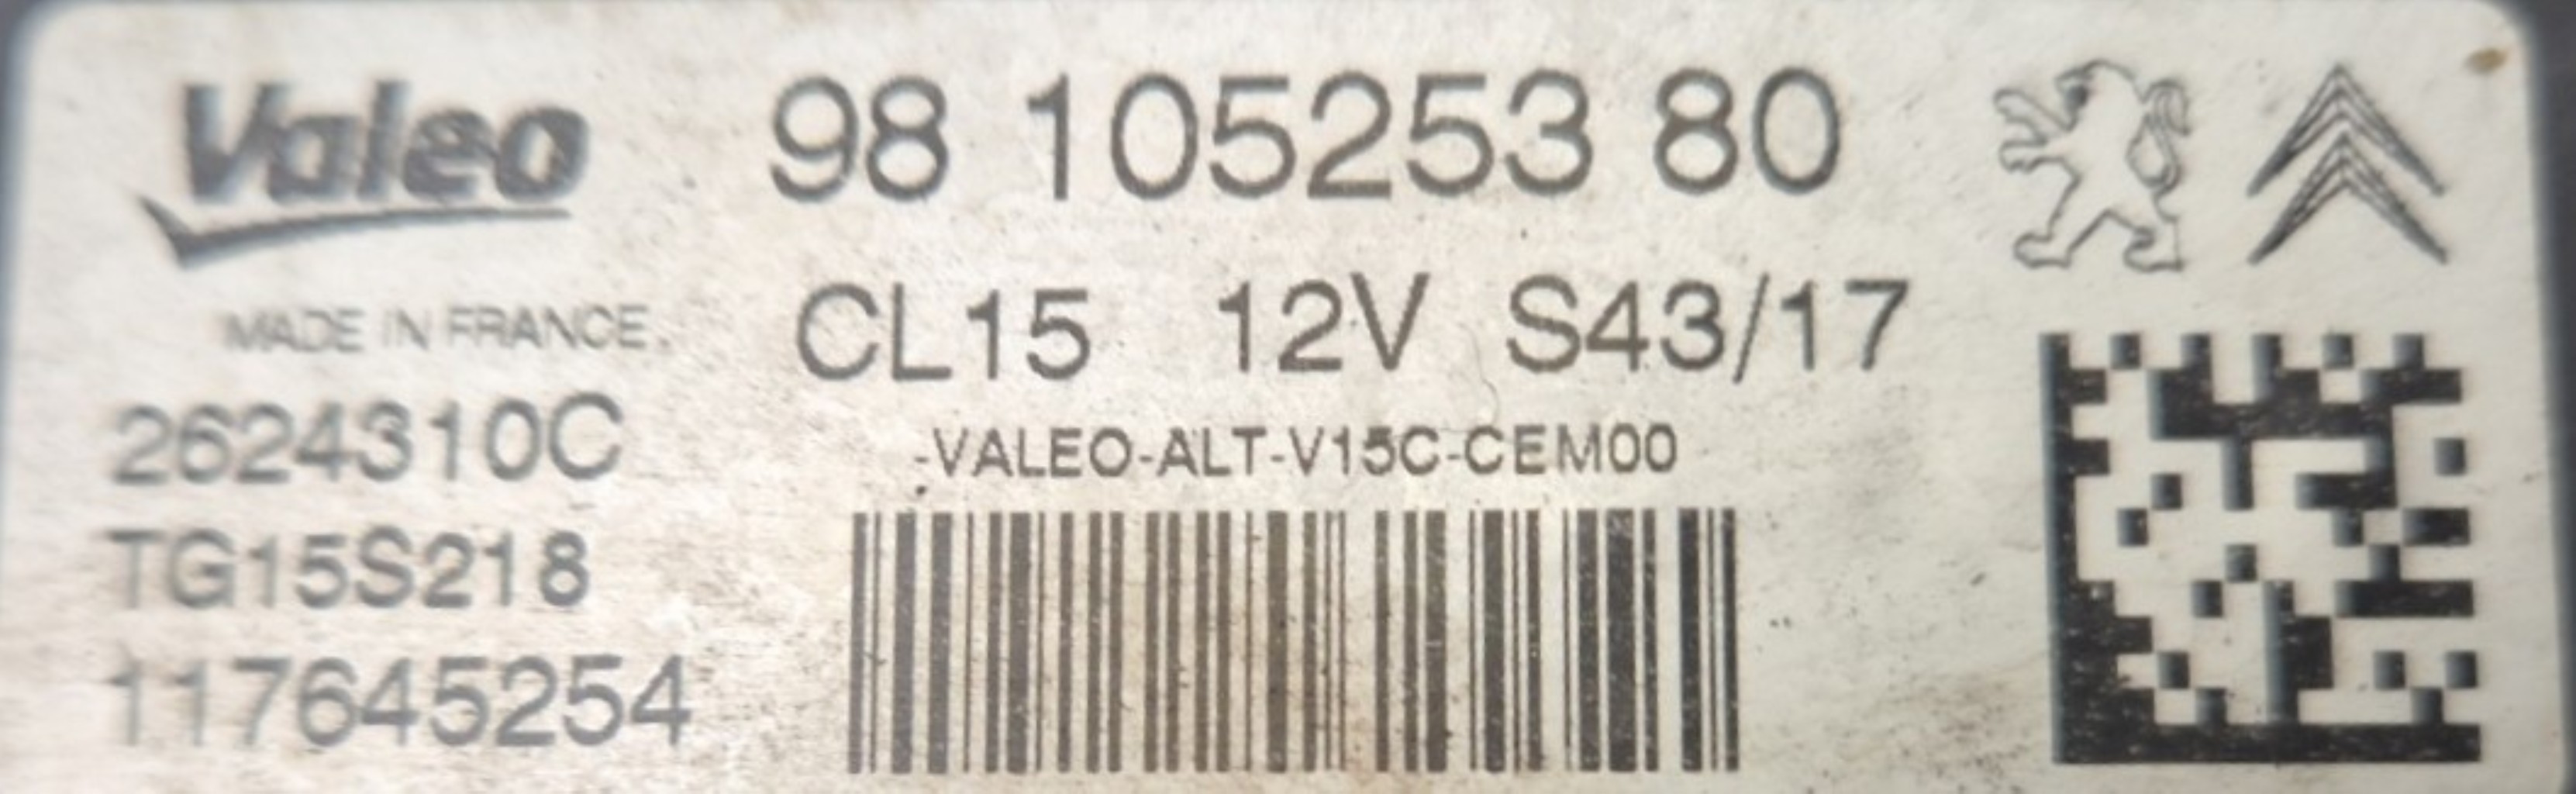 Valeo
98 105253 80
MADE IN FRANCE
CL15 12V S43/17
2624310C
-VALEO-ALT-V15C-CEM00
TG15S218
117645254